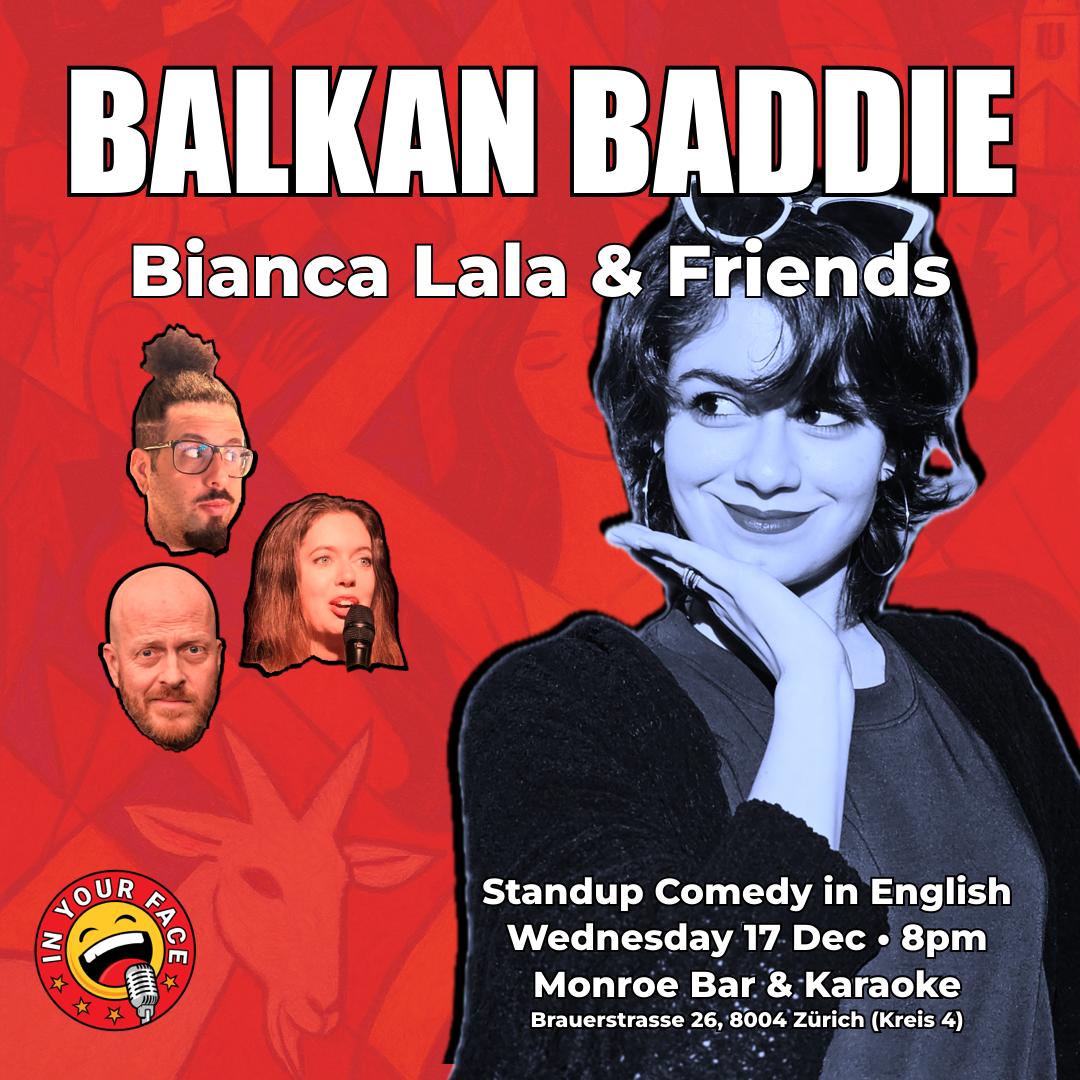 BALKAN BADDIE
Bianca Lala & Friends
IN YOUR FACE
Standup Comedy in English
Wednesday 17 Dec • 8pm
Monroe Bar & Karaoke
Brauerstrasse 26, 8004 Zürich (Kreis 4)
U